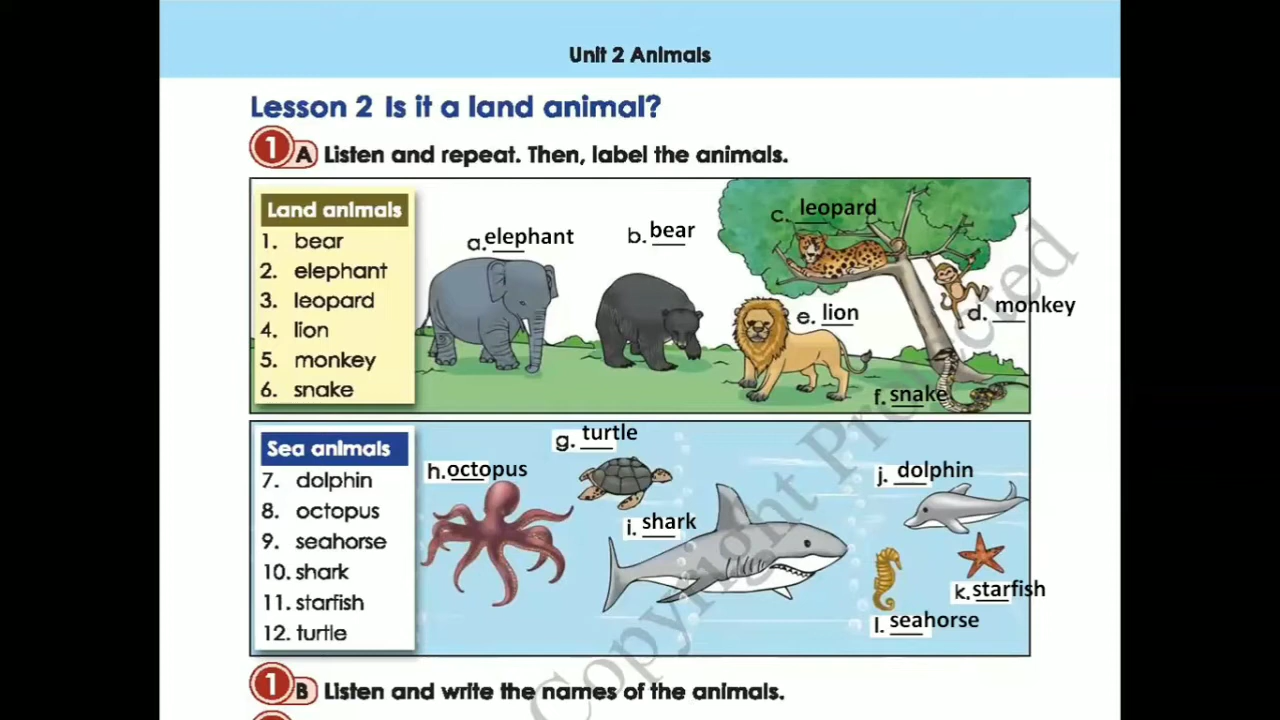 Unit 2 Animals
Lesson 2 Is it a land animal?
1 A Listen and repeat. Then, label the animals.
Land animals
1. bear
2. elephant
3. leopard
4. lion
5. monkey
6. snake
a. elephant
b. bear
c. leopard
d. monkey
e. lion
f. snake
Sea animals
7. dolphin
8. octopus
9. seahorse
10. shark
11. starfish
12. turtle
g. turtle
h. octopus
i. shark
j. dolphin
k. starfish
l. seahorse
Copyright Protected
1 B Listen and write the names of the animals.